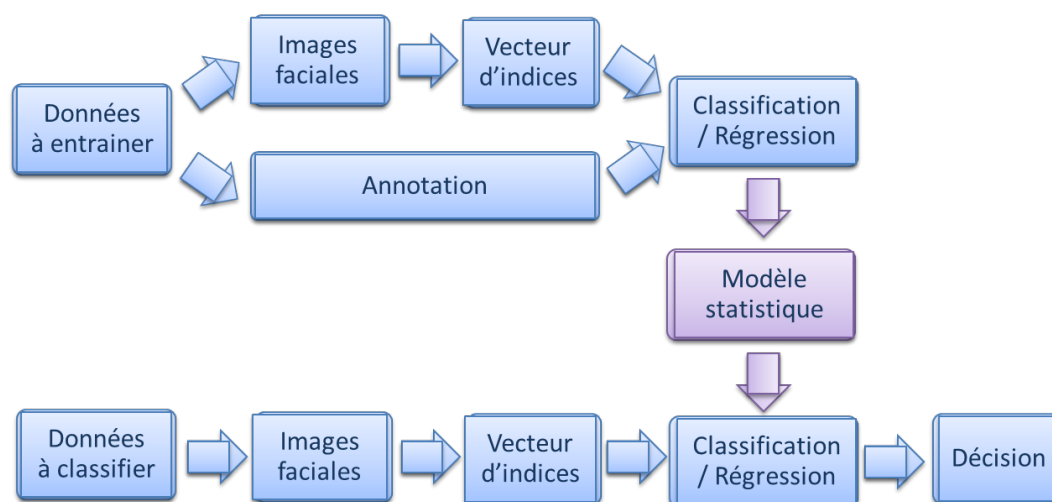 Images
faciales
Vecteur
d'indices
Données
à entrainer
Classification
/ Régression
Annotation
Modèle
statistique
Données
à classifier
Images
faciales
Vecteur
d'indices
Classification
/ Régression
Décision